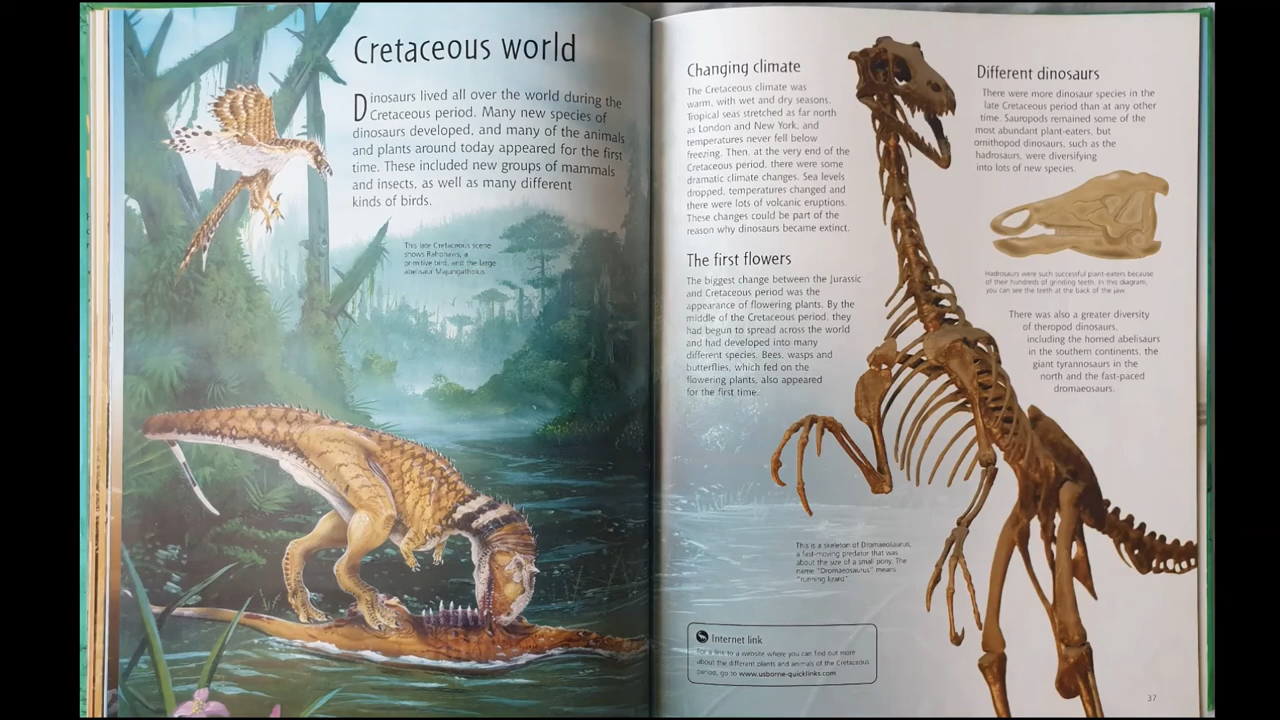 Cretaceous world
Dinosaurs lived all over the world during the
Cretaceous period. Many new species of
dinosaurs developed, and many of the animals
and plants around today appeared for the first
time. These included new groups of mammals
and insects, as well as many different
kinds of birds.
This late Cretaceous scene
shows Rahonavis, a
primitive bird, and the large
abelisaur Majungatholus.
Changing climate
The Cretaceous climate was
warm, with wet and dry seasons.
Tropical seas stretched as far north
as London and New York, and
temperatures never fell below
freezing. Then, at the very end of the
Cretaceous period, there were some
dramatic climate changes. Sea levels
dropped, temperatures changed and
there were lots of volcanic eruptions.
These changes could be part of the
reason why dinosaurs became extinct.
The first flowers
The biggest change between the Jurassic
and Cretaceous period was the
appearance of flowering plants. By the
middle of the Cretaceous period, they
had begun to spread across the world
and had developed into many
different species. Bees, wasps and
butterflies, which fed on the
flowering plants, also appeared
for the first time.
This is a skeleton of Dromaeosaurus,
a fast-moving predator that was
about the size of a small pony. The
name "Dromaeosaurus" means
"running lizard".
Internet link
For a link to a website where you can find out more
about the different plants and animals of the Cretaceous
period, go to www.usborne-quicklinks.com
Different dinosaurs
There were more dinosaur species in the
late Cretaceous period than at any other
time. Sauropods remained some of the
most abundant plant-eaters, but
ornithopod dinosaurs, such as the
hadrosaurs, were diversifying
into lots of new species.
Hadrosaurs were such successful plant-eaters because
of their hundreds of grinding teeth. In this diagram,
you can see the teeth at the back of the jaw.
There was also a greater diversity
of theropod dinosaurs,
including the horned abelisaurs
in the southern continents, the
giant tyrannosaurs in the
north and the fast-paced
dromaeosaurs.
37